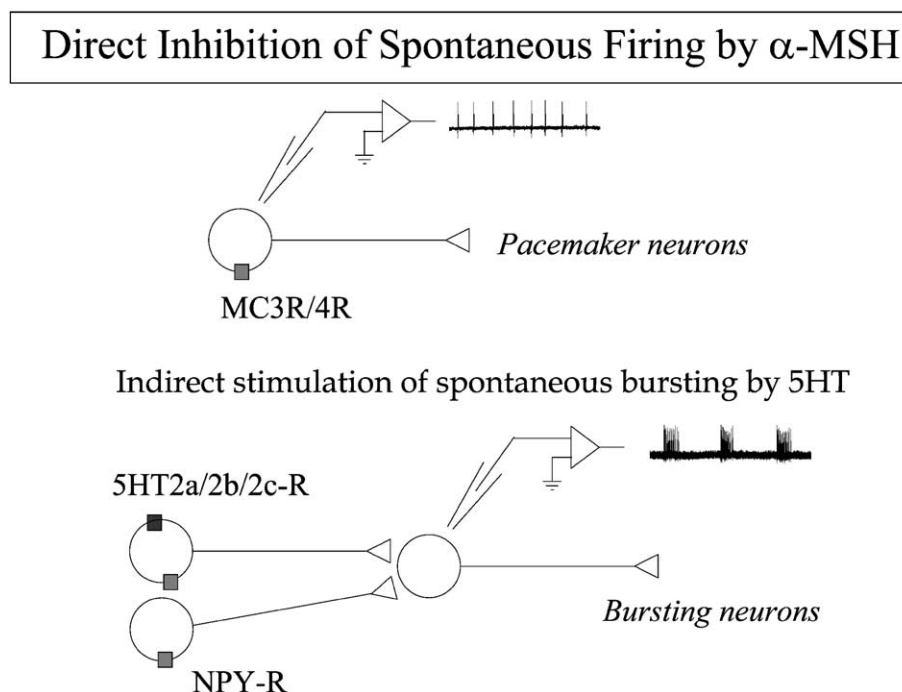 Direct Inhibition of Spontaneous Firing by α-MSH
Pacemaker neurons
MC3R/4R
Indirect stimulation of spontaneous bursting by 5HT
5HT2a/2b/2c-R
Bursting neurons
NPY-R